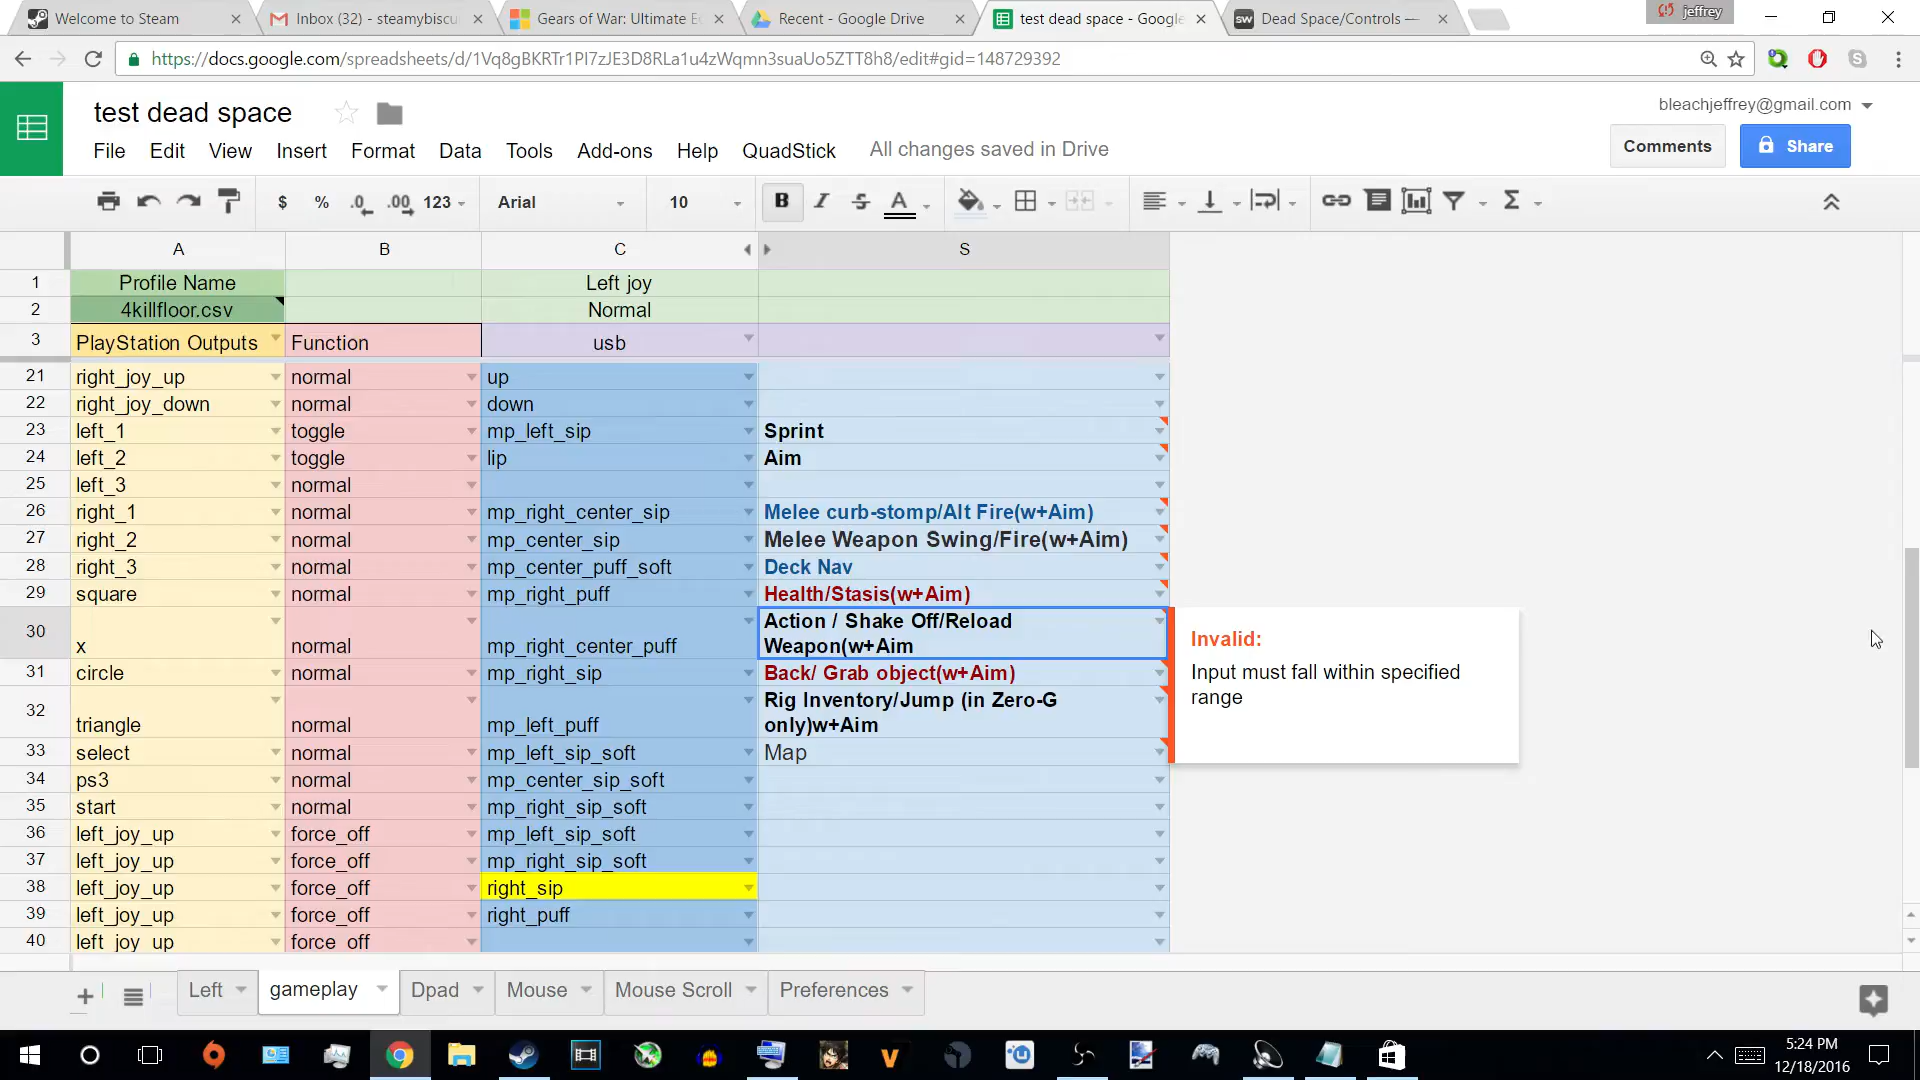 Welcome to Steam
Inbox (32) - steamybiscu
Gears of War: Ultimate E
Recent - Google Drive
test dead space - Google
SW Dead Space/Controls —
jeffrey
https://docs.google.com/spreadsheets/d/1Vq8gBKRTr1Pl7zJE3D8RLa1u4zWqmn3suaUo5ZTT8h8/edit#gid=148729392
test dead space
bleachjeffrey@gmail.com
File Edit View Insert Format Data Tools Add-ons Help QuadStick All changes saved in Drive
Comments
Share
$ % .0 .00 123 Arial 10 B I S A Σ
A B C S
1 Profile Name Left joy
2 4killfloor.csv Normal
3 PlayStation Outputs Function usb
21 right_joy_up normal up
22 right_joy_down normal down
23 left_1 toggle mp_left_sip Sprint
24 left_2 toggle lip Aim
25 left_3 normal
26 right_1 normal mp_right_center_sip Melee curb-stomp/Alt Fire(w+Aim)
27 right_2 normal mp_center_sip Melee Weapon Swing/Fire(w+Aim)
28 right_3 normal mp_center_puff_soft Deck Nav
29 square normal mp_right_puff Health/Stasis(w+Aim)
30 x normal mp_right_center_puff Action / Shake Off/Reload
Weapon(w+Aim
31 circle normal mp_right_sip Back/ Grab object(w+Aim)
32 triangle normal mp_left_puff Rig Inventory/Jump (in Zero-G
only)w+Aim
33 select normal mp_left_sip_soft Map
34 ps3 normal mp_center_sip_soft
35 start normal mp_right_sip_soft
36 left_joy_up force_off mp_left_sip_soft
37 left_joy_up force_off mp_right_sip_soft
38 left_joy_up force_off right_sip
39 left_joy_up force_off right_puff
40 left_joy_up force_off
Invalid:
Input must fall within specified
range
Left gameplay Dpad Mouse Mouse Scroll Preferences
5:24 PM
12/18/2016